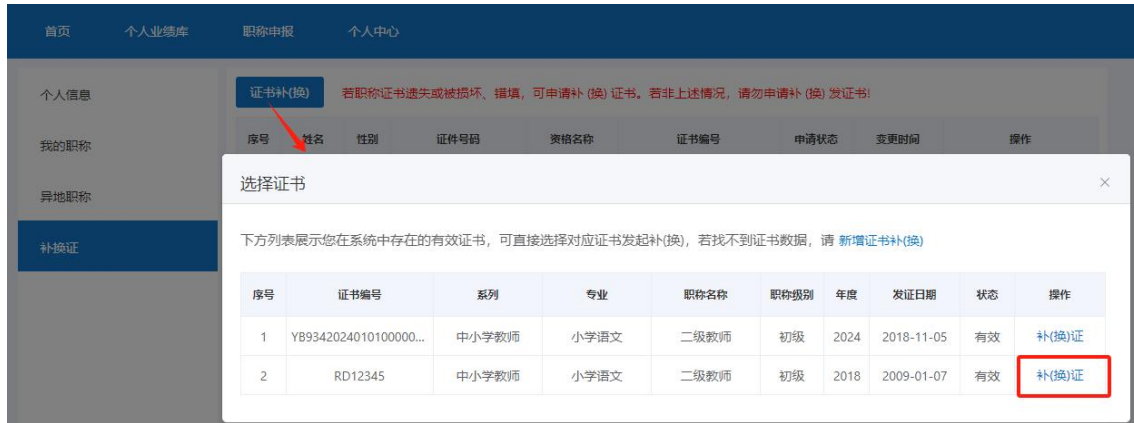 首页 个人业绩库 职称申报 个人中心
个人信息
我的职称
异地职称
补换证
证书补(换) 若职称证书遗失或被损坏、错填，可申请补 (换) 证书。若非上述情况，请勿申请补 (换) 发证书!
序号 姓名 性别 证件号码 资格名称 证书编号 申请状态 变更时间 操作
选择证书
下方列表展示您在系统中存在的有效证书，可直接选择对应证书发起补(换)，若找不到证书数据，请 新增证书补(换)
序号 证书编号 系列 专业 职称名称 职称级别 年度 发证日期 状态 操作
1 YB9342024010100000... 中小学教师 小学语文 二级教师 初级 2024 2018-11-05 有效 补(换)证
2 RD12345 中小学教师 小学语文 二级教师 初级 2018 2009-01-07 有效 补(换)证